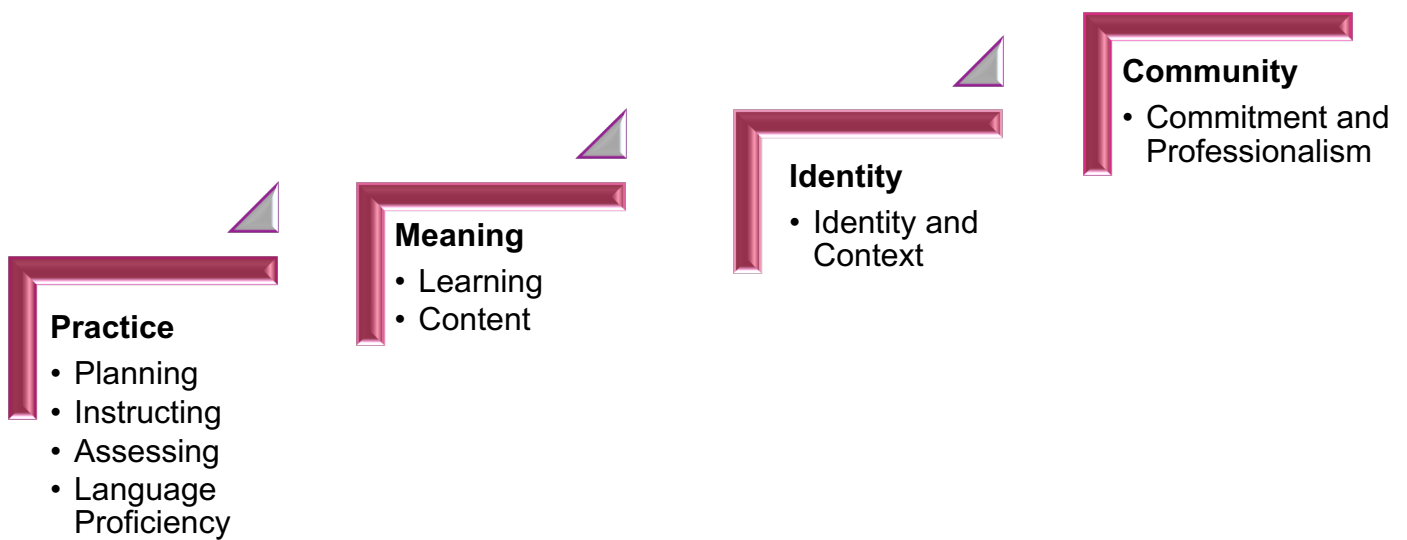 Practice
• Planning
• Instructing
• Assessing
• Language
Proficiency
Meaning
• Learning
• Content
Identity
• Identity and
Context
Community
• Commitment and
Professionalism